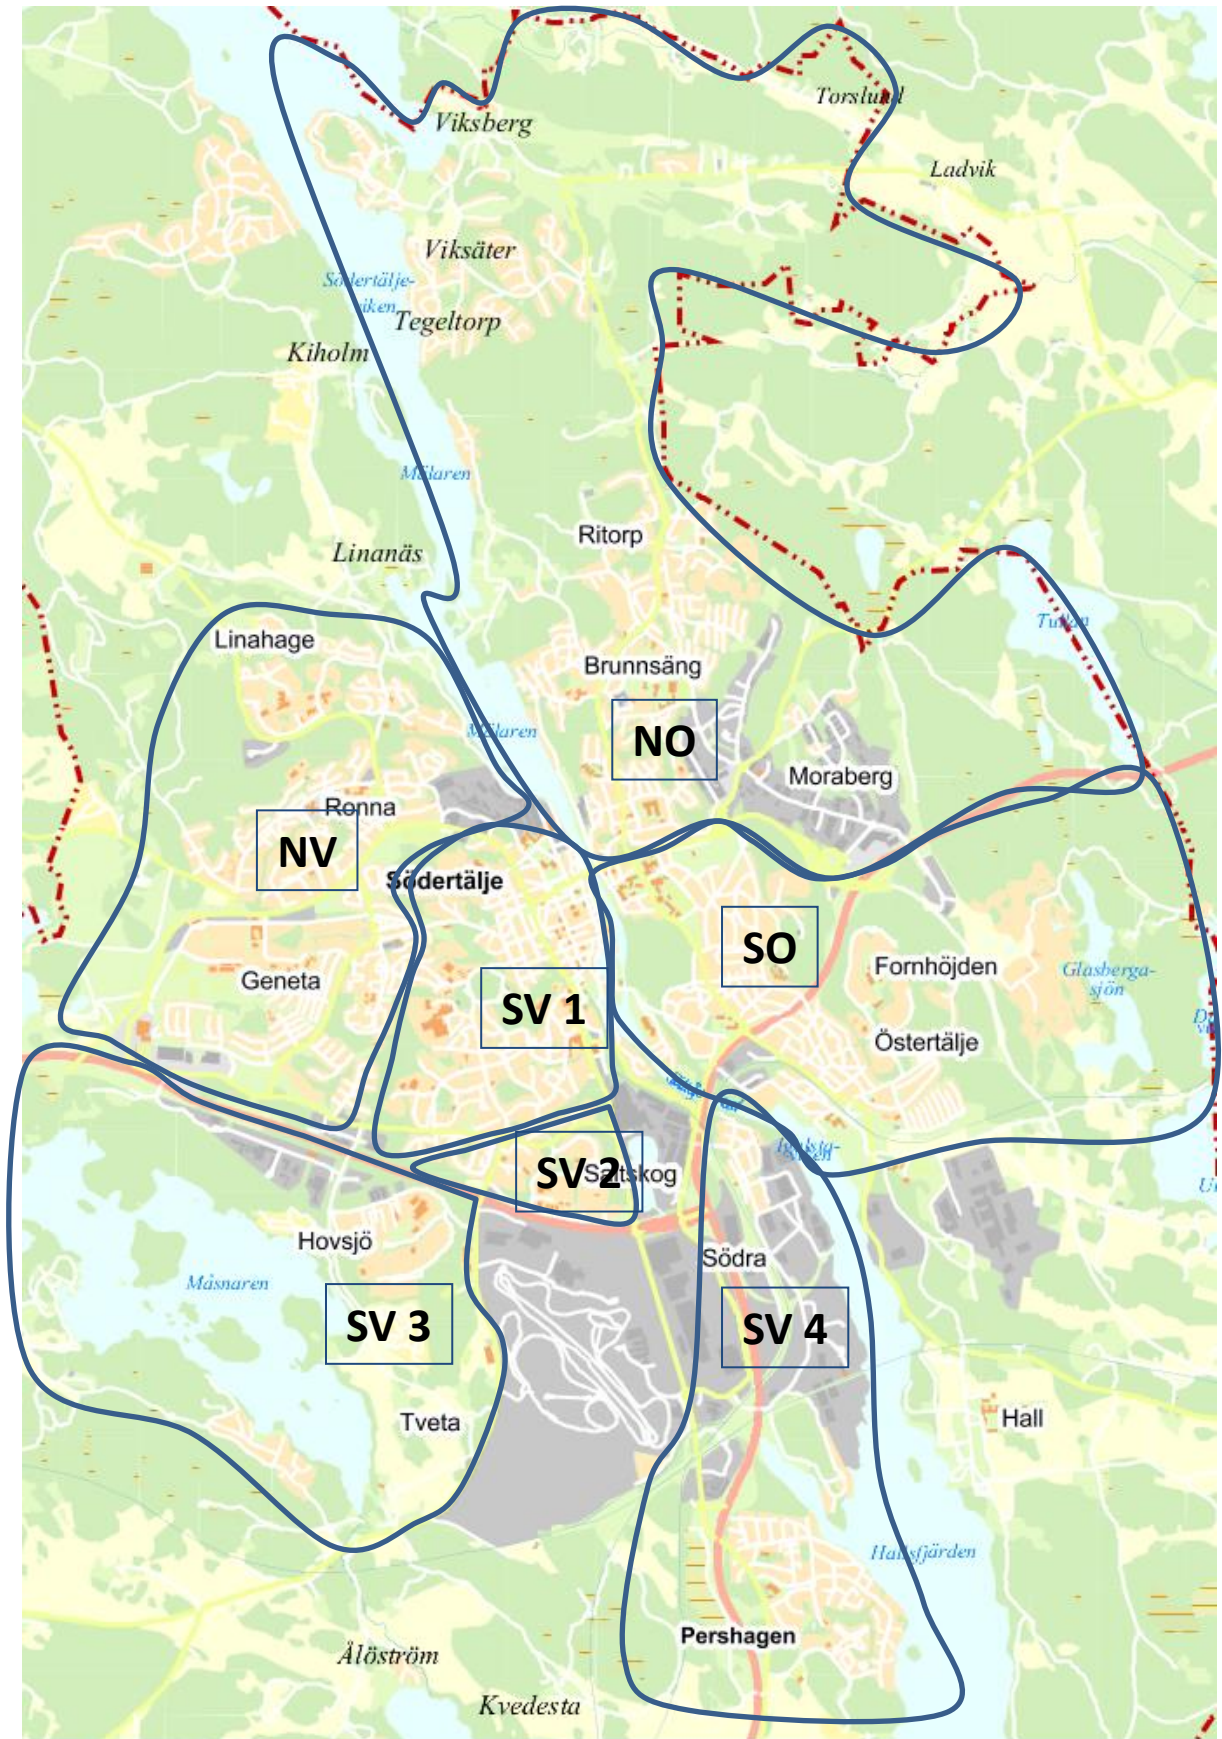 Torslund
Viksberg
Ladvik
Viksäter
Södertälje-
viken
Tegeltorp
Kiholm
Mälaren
Ritorp
Linanäs
Tullan
Linahage
Brunnsäng
Mälaren
NO
Moraberg
Ronna
NV
Södertälje
SO
Fornhöjden
Glasberga-
sjön
Geneta
SV 1
Östertälje
SV 2
Saltskog
Hovsjö
Södra
Måsnaren
SV 3
SV 4
Tveta
Hall
Hallsfjärden
Pershagen
Ålöström
Kvedesta